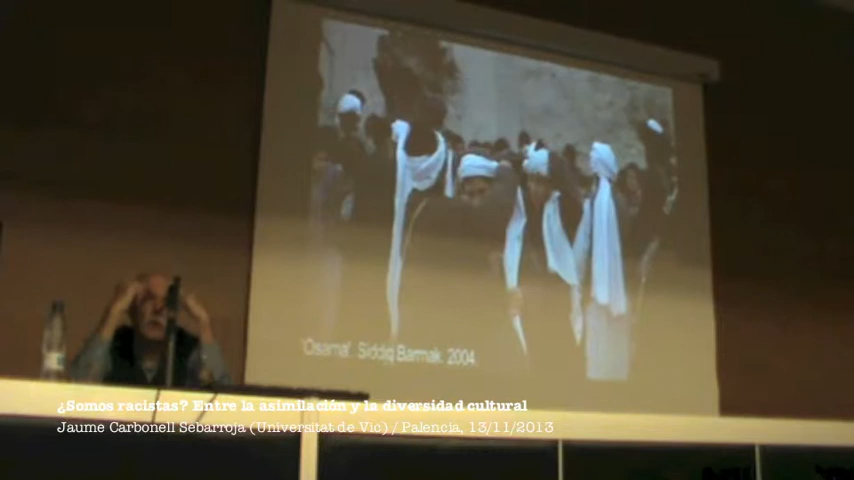 'Osama'. Siddiq Barmak. 2004.
¿Somos racistas? Entre la asimilación y la diversidad cultural
Jaume Carbonell Sebarroja (Universitat de Vic) / Palencia, 13/11/2013